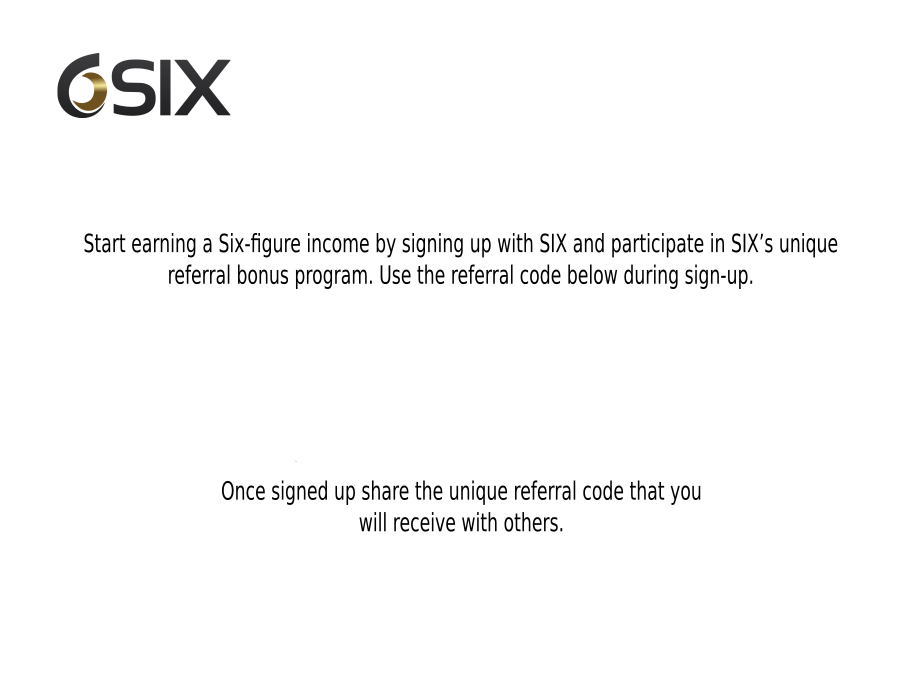 6SIX
Start earning a Six-figure income by signing up with SIX and participate in SIX’s unique
referral bonus program. Use the referral code below during sign-up.
Once signed up share the unique referral code that you
will receive with others.